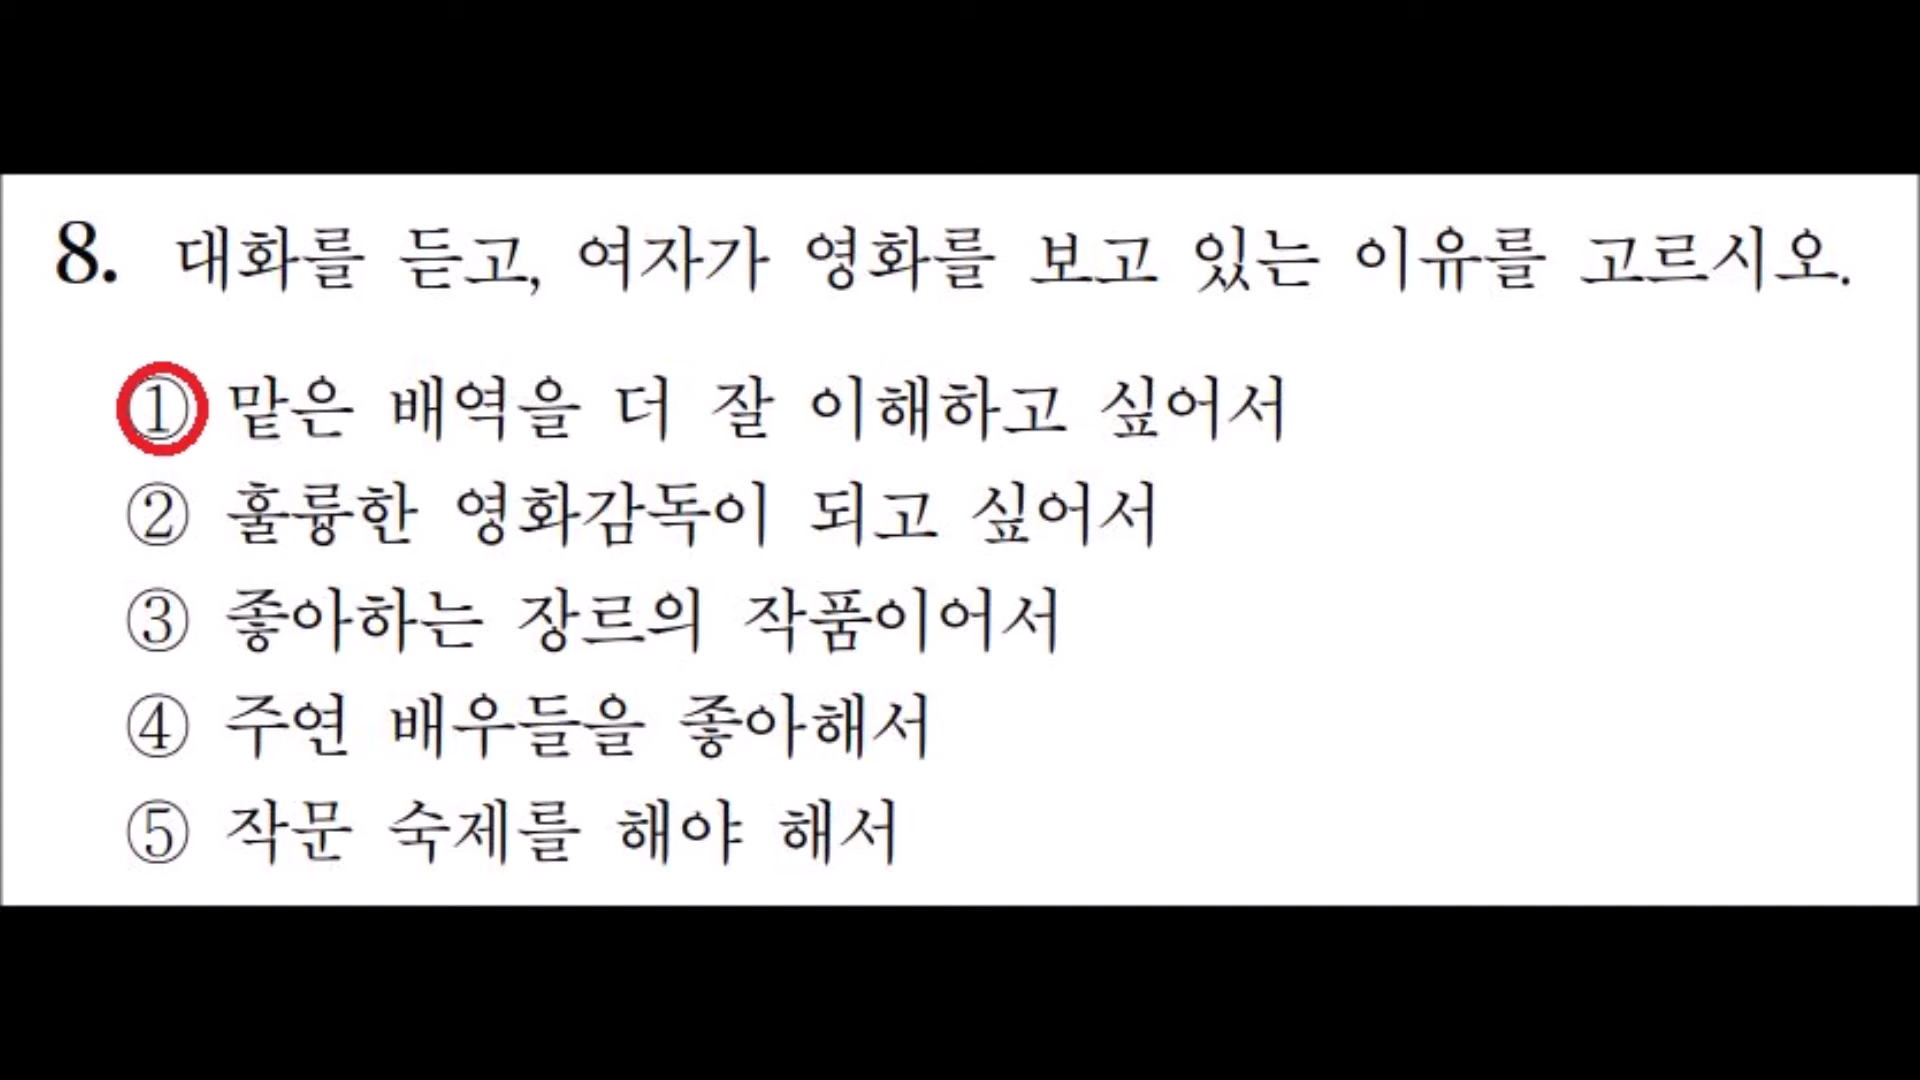 8. 대화를 듣고, 여자가 영화를 보고 있는 이유를 고르시오.
① 맡은 배역을 더 잘 이해하고 싶어서
② 훌륭한 영화감독이 되고 싶어서
③ 좋아하는 장르의 작품이어서
④ 주연 배우들을 좋아해서
⑤ 작문 숙제를 해야 해서